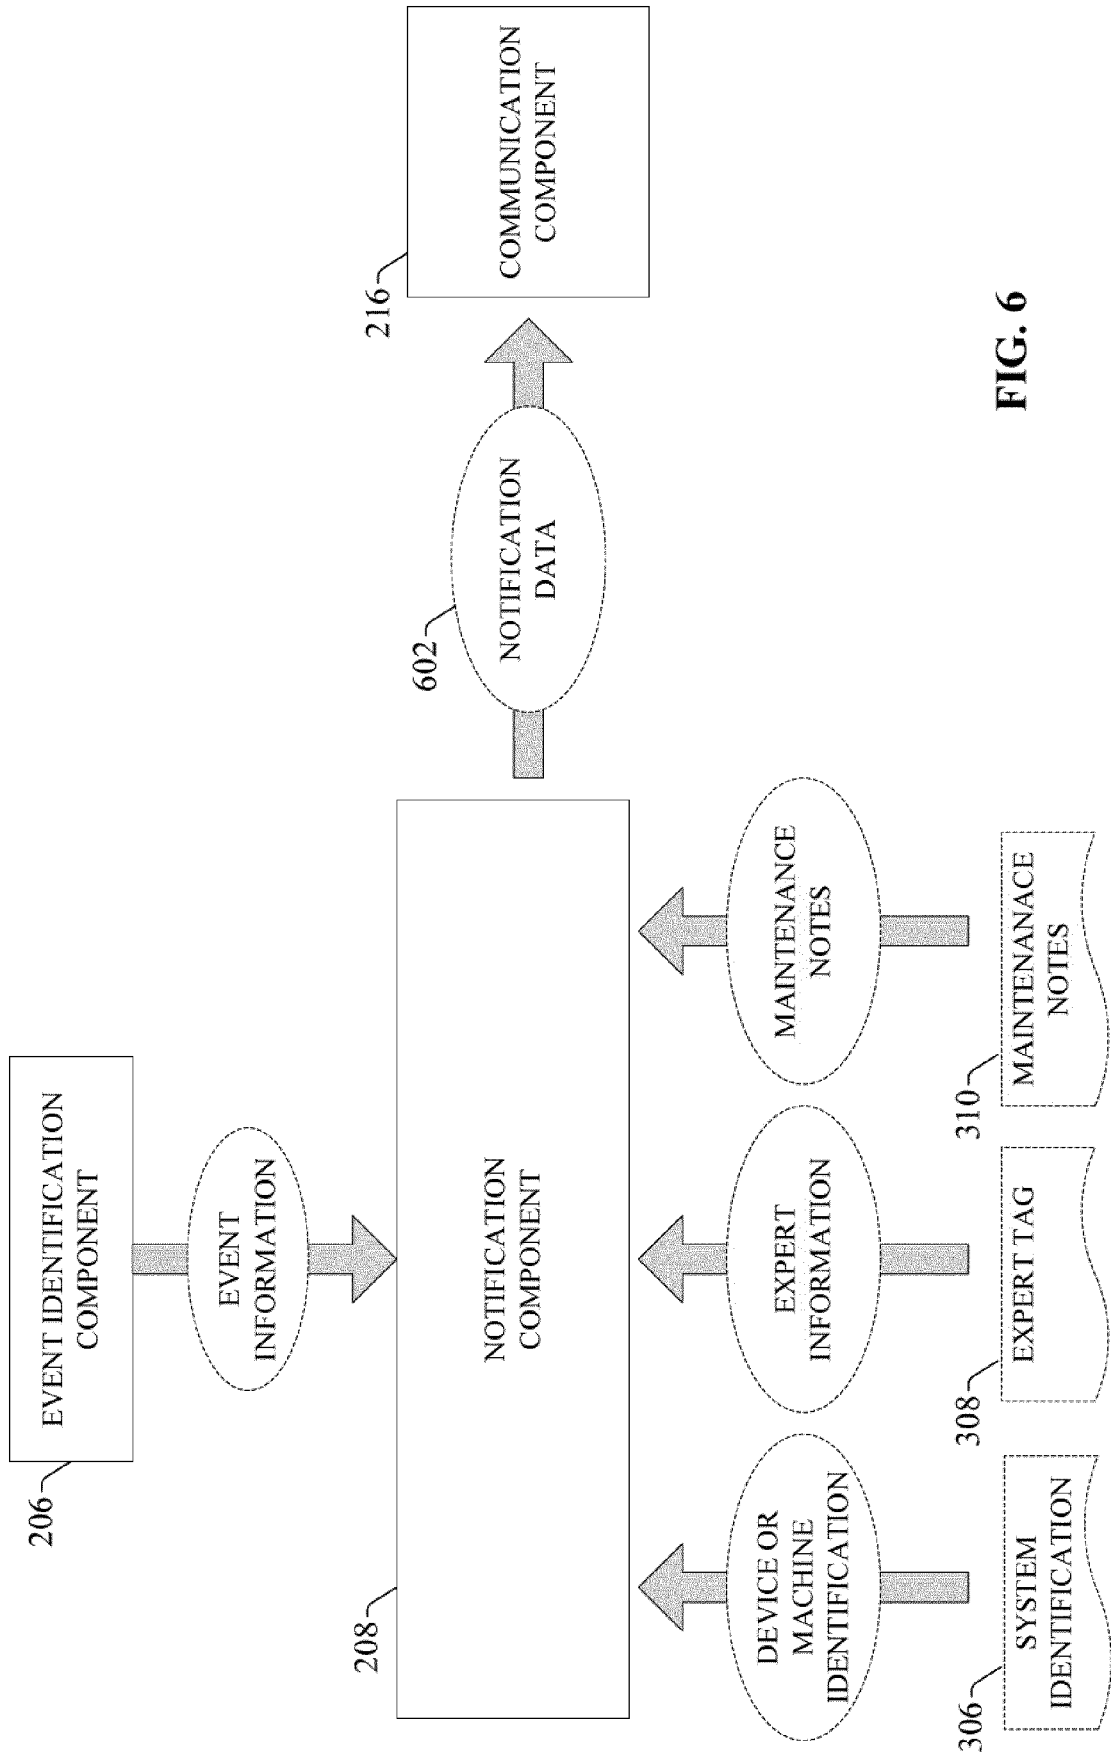 206
EVENT IDENTIFICATION
COMPONENT
EVENT
INFORMATION
208
NOTIFICATION
COMPONENT
602
NOTIFICATION
DATA
216
COMMUNICATION
COMPONENT
DEVICE OR
MACHINE
IDENTIFICATION
EXPERT
INFORMATION
MAINTENANCE
NOTES
306
SYSTEM
IDENTIFICATION
308
EXPERT TAG
310
MAINTENANACE
NOTES
FIG. 6